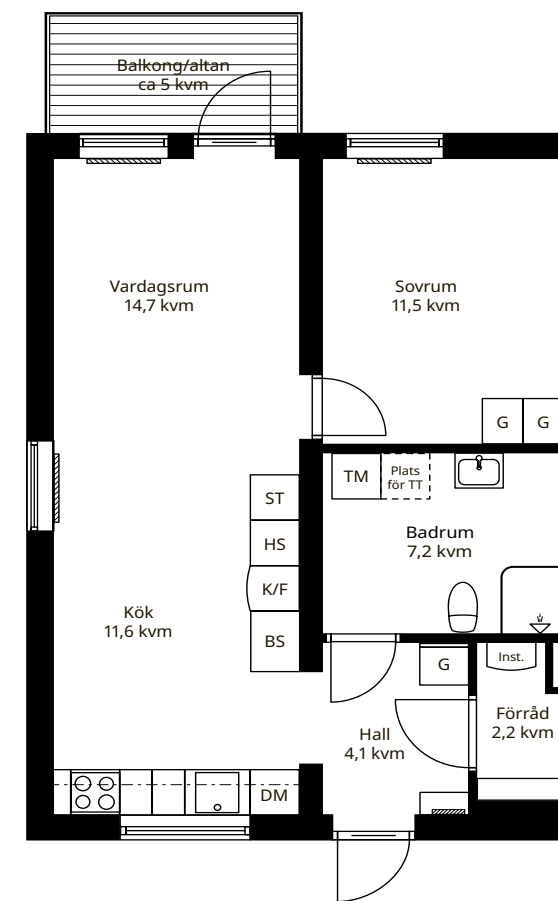 Balkong/altan
ca 5 kvm
Vardagsrum
14,7 kvm
Sovrum
11,5 kvm
G
G
TM
Plats
för TT
ST
HS
K/F
BS
Badrum
7,2 kvm
Kök
11,6 kvm
G
Inst.
Förråd
2,2 kvm
Hall
4,1 kvm
DM